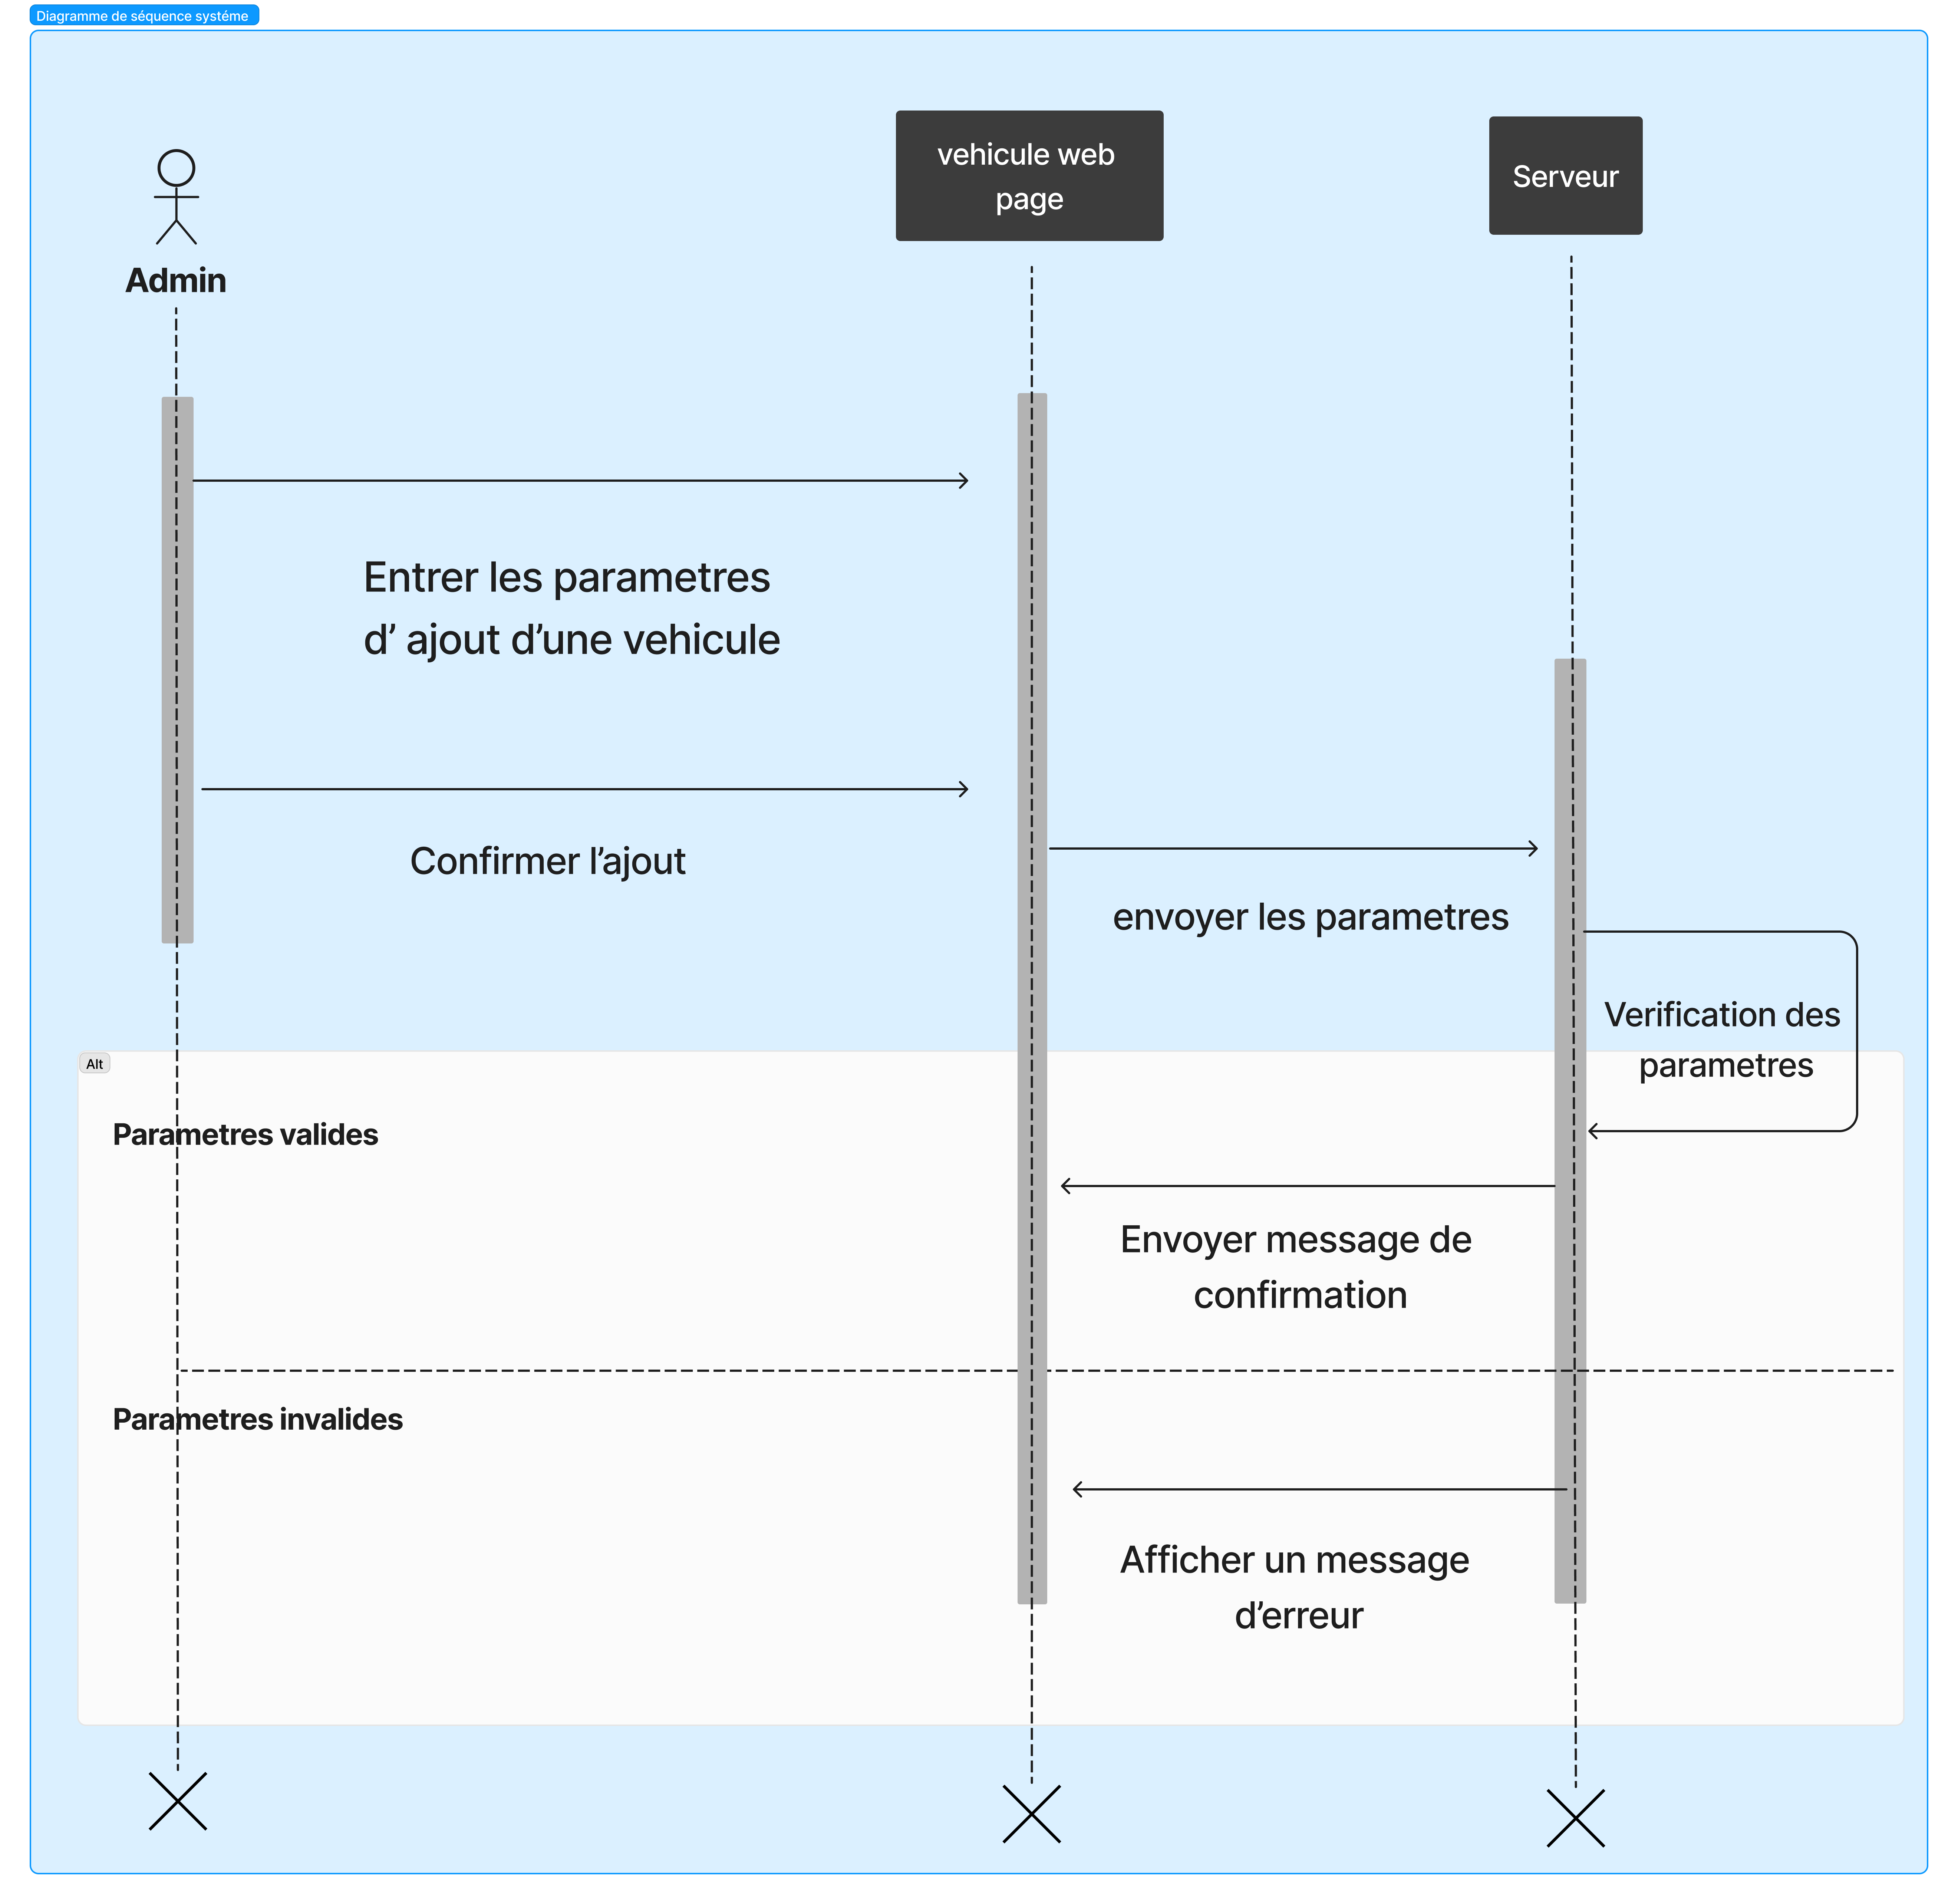 Diagramme de séquence systéme
vehicule web
page
Serveur
Admin
Entrer les parametres
d’ ajout d’une vehicule
Confirmer l’ajout
envoyer les parametres
Verification des
parametres
Alt
Parametres valides
Envoyer message de
confirmation
Parametres invalides
Afficher un message
d’erreur